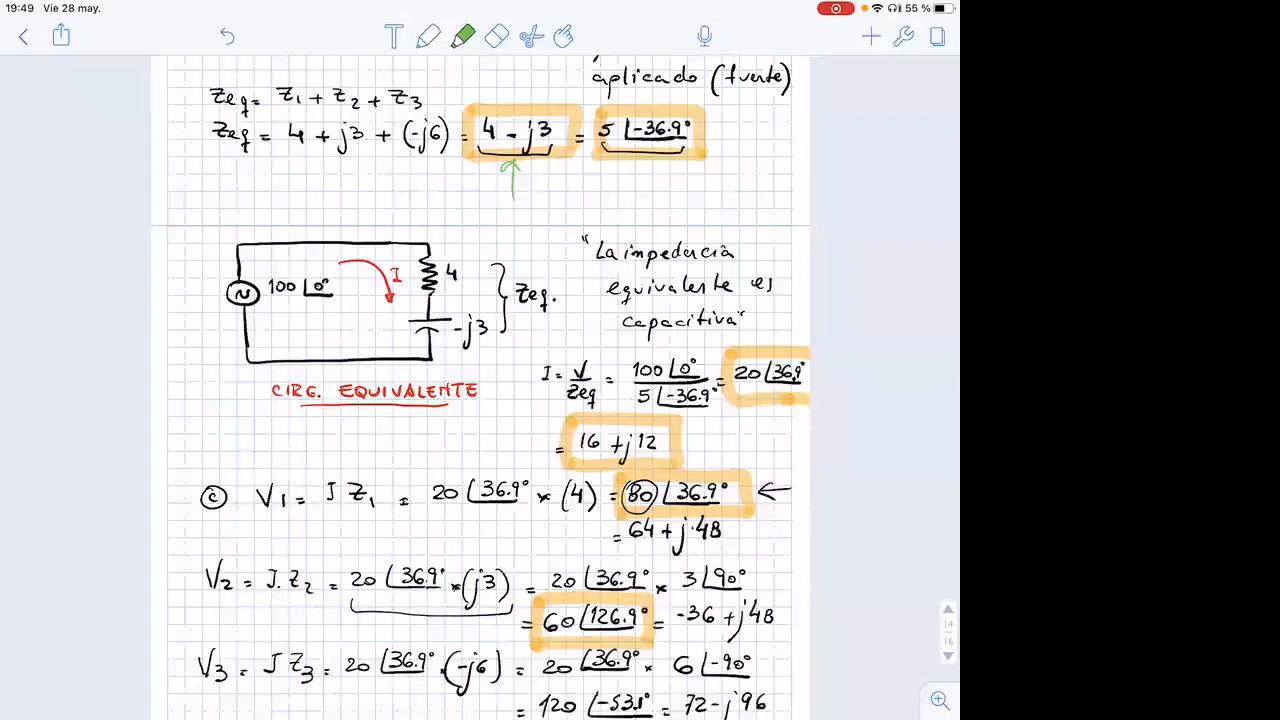 19:49 Vie 28 may.
55 %
aplicado (fuente)
Zeq = Z1 + Z2 + Z3
Zeq = 4 + j3 + (-j6) = 4 - j3 = 5 ∠-36.9°
100 ∠0°
I
4
-j3
Zeq.
CIRC. EQUIVALENTE
"La impedancia
equivalente es
capacitiva"
I = V/Zeq = 100 ∠0° / 5 ∠-36.9° = 20 ∠36.9°
= 16 + j12
c V1 = I Z1 = 20 ∠36.9° * (4) = 80 ∠36.9° ←
= 64 + j48
V2 = I.Z2 = 20 ∠36.9° * (j3) = 20 ∠36.9° * 3 ∠90°
= 60 ∠126.9° = -36 + j48
V3 = I Z3 = 20 ∠36.9° · (-j6) = 20 ∠36.9° * 6 ∠-90°
= 120 ∠-53.1° = 72 - j96
14
16